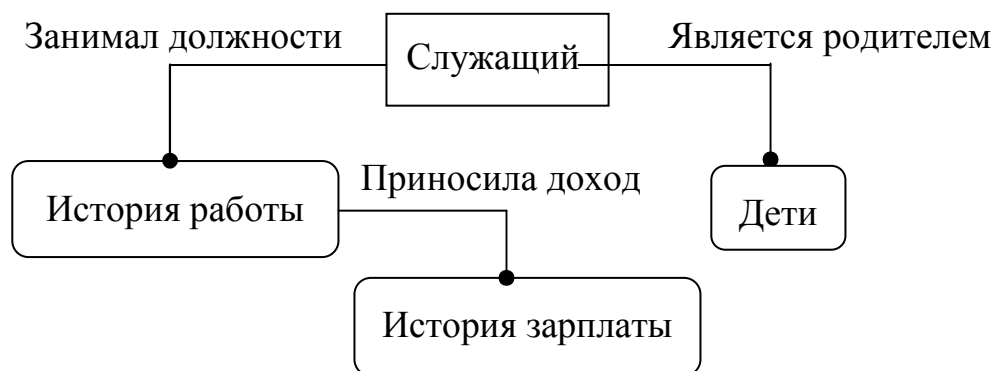 Занимал должности
Служащий
Является родителем
История работы
Приносила доход
Дети
История зарплаты